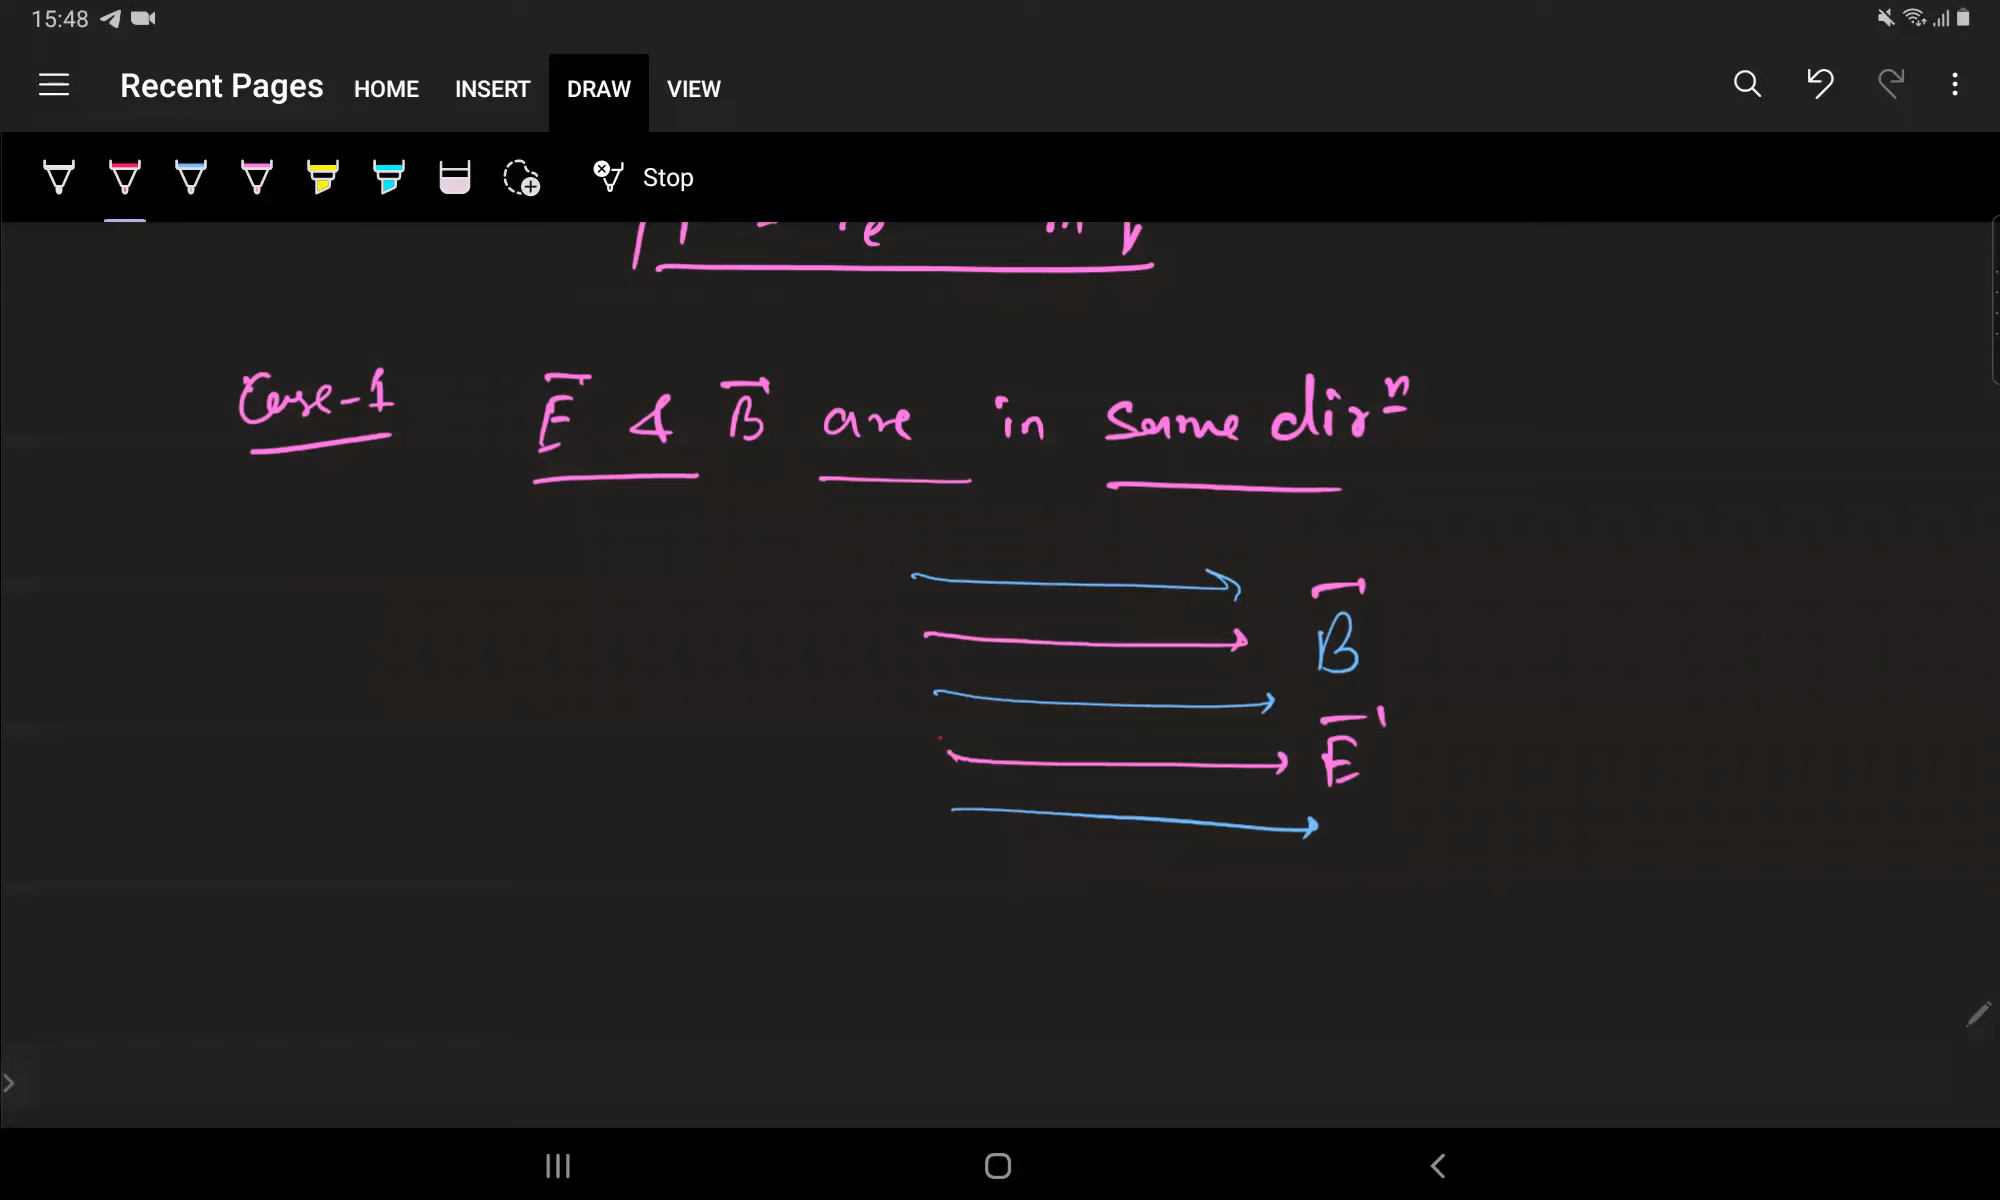 15:48
Recent Pages HOME INSERT DRAW VIEW
Stop
Case-1 E & B are in same dirⁿ
B
E